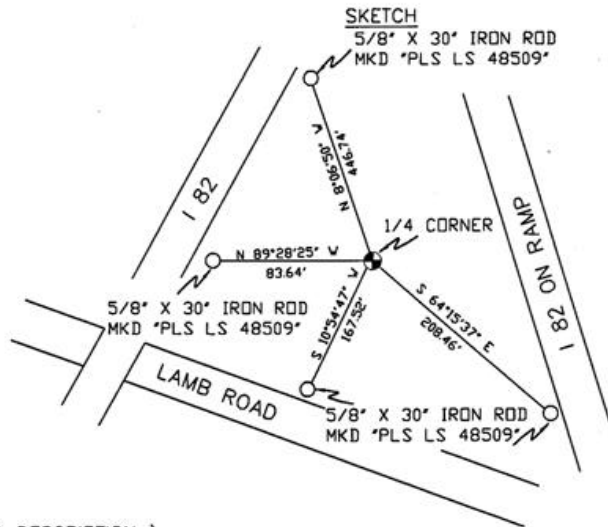 SKETCH
5/8" X 30" IRON ROD
MKD "PLS LS 48509"
N 8°06'50" W
446.74'
I 82
I 82 ON RAMP
1/4 CORNER
N 89°28'25" W
83.64'
S 10°54'47" W
167.52'
S 64°15'37" E
208.46'
5/8" X 30" IRON ROD
MKD "PLS LS 48509"
LAMB ROAD
5/8" X 30" IRON ROD
MKD "PLS LS 48509"